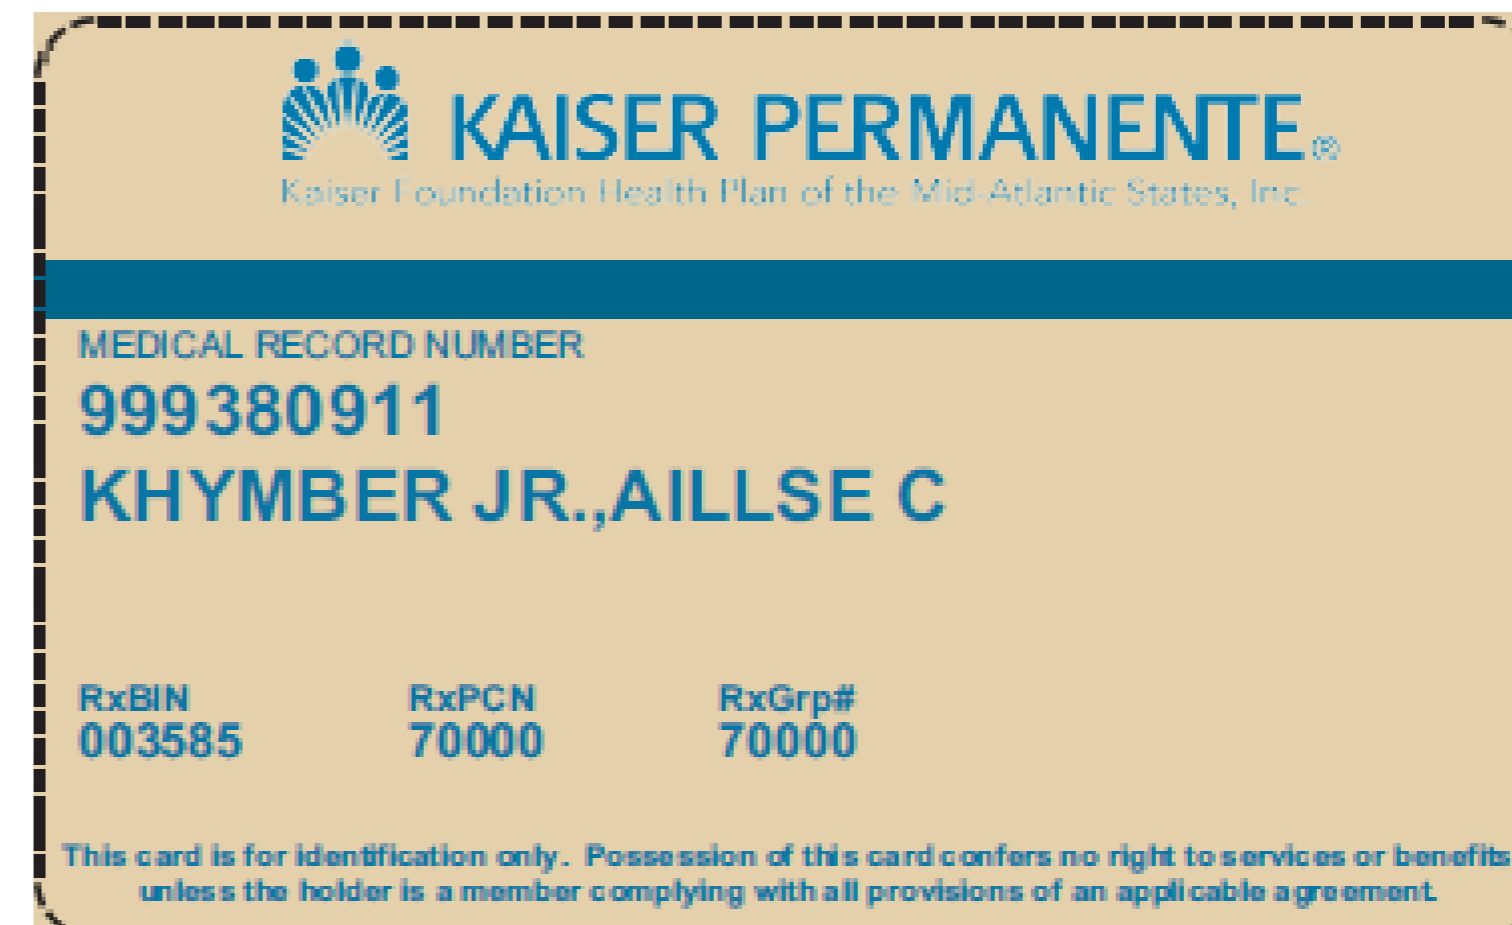 KAISER PERMANENTE®
Kaiser Foundation Health Plan of the Mid-Atlantic States, Inc.
MEDICAL RECORD NUMBER
999380911
KHYMBER JR.,AILLSE C
RxBIN RxPCN RxGrp#
003585 70000 70000
This card is for identification only. Possession of this card confers no right to services or benefits
unless the holder is a member complying with all provisions of an applicable agreement.